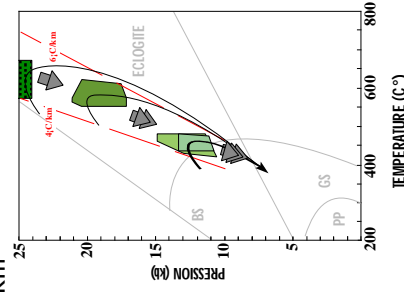 km
PRESSION (kb)
25
20
15
10
5
TEMPERATURE (C°)
200
400
600
800
4¡C/km
6¡C/km
ECLOGITE
BS
GS
PP